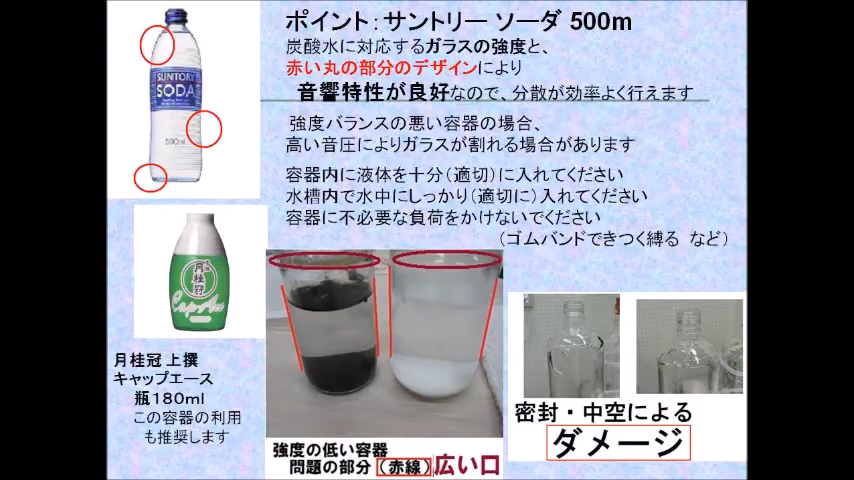 ポイント：サントリー ソーダ 500m
炭酸水に対応するガラスの強度と、
赤い丸の部分のデザインにより
音響特性が良好なので、分散が効率よく行えます
強度バランスの悪い容器の場合、
高い音圧によりガラスが割れる場合があります
容器内に液体を十分（適切）に入れてください
水槽内で水中にしっかり（適切に）入れてください
容器に不必要な負荷をかけないでください
（ゴムバンドできつく縛る など）
SUNTORY
SODA
500ml
月桂冠
Cap Ace
月桂冠 上撰
キャップエース
瓶180ml
この容器の利用
も推奨します
強度の低い容器
問題の部分（赤線）広い口
密封・中空による
ダメージ